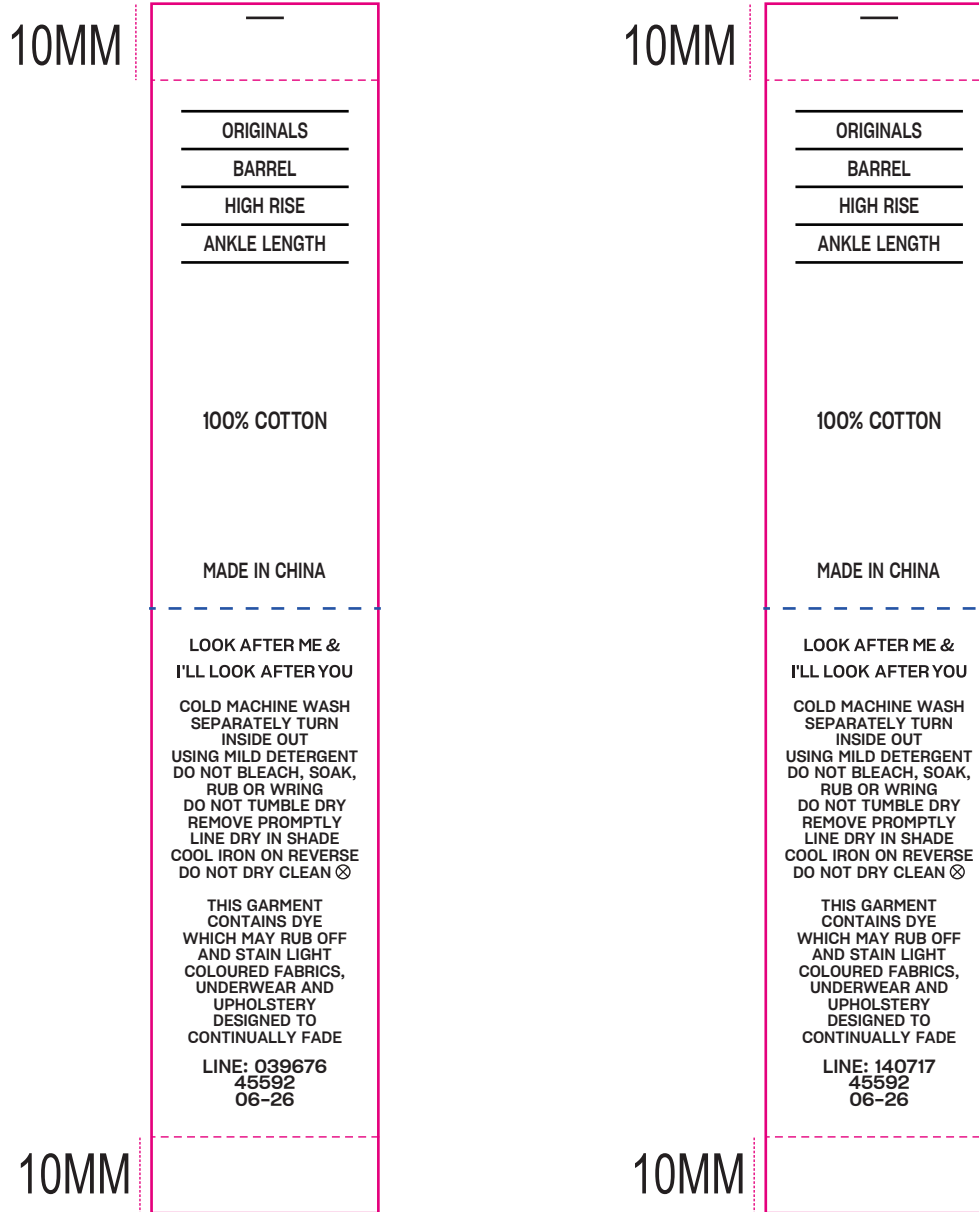 10MM
ORIGINALS
BARREL
HIGH RISE
ANKLE LENGTH
100% COTTON
MADE IN CHINA
LOOK AFTER ME &
I'LL LOOK AFTER YOU
COLD MACHINE WASH
SEPARATELY TURN
INSIDE OUT
USING MILD DETERGENT
DO NOT BLEACH, SOAK,
RUB OR WRING
DO NOT TUMBLE DRY
REMOVE PROMPTLY
LINE DRY IN SHADE
COOL IRON ON REVERSE
DO NOT DRY CLEAN
THIS GARMENT
CONTAINS DYE
WHICH MAY RUB OFF
AND STAIN LIGHT
COLOURED FABRICS,
UNDERWEAR AND
UPHOLSTERY
DESIGNED TO
CONTINUALLY FADE
LINE: 039676
45592
06-26
10MM
10MM
ORIGINALS
BARREL
HIGH RISE
ANKLE LENGTH
100% COTTON
MADE IN CHINA
LOOK AFTER ME &
I'LL LOOK AFTER YOU
COLD MACHINE WASH
SEPARATELY TURN
INSIDE OUT
USING MILD DETERGENT
DO NOT BLEACH, SOAK,
RUB OR WRING
DO NOT TUMBLE DRY
REMOVE PROMPTLY
LINE DRY IN SHADE
COOL IRON ON REVERSE
DO NOT DRY CLEAN
THIS GARMENT
CONTAINS DYE
WHICH MAY RUB OFF
AND STAIN LIGHT
COLOURED FABRICS,
UNDERWEAR AND
UPHOLSTERY
DESIGNED TO
CONTINUALLY FADE
LINE: 140717
45592
06-26
10MM